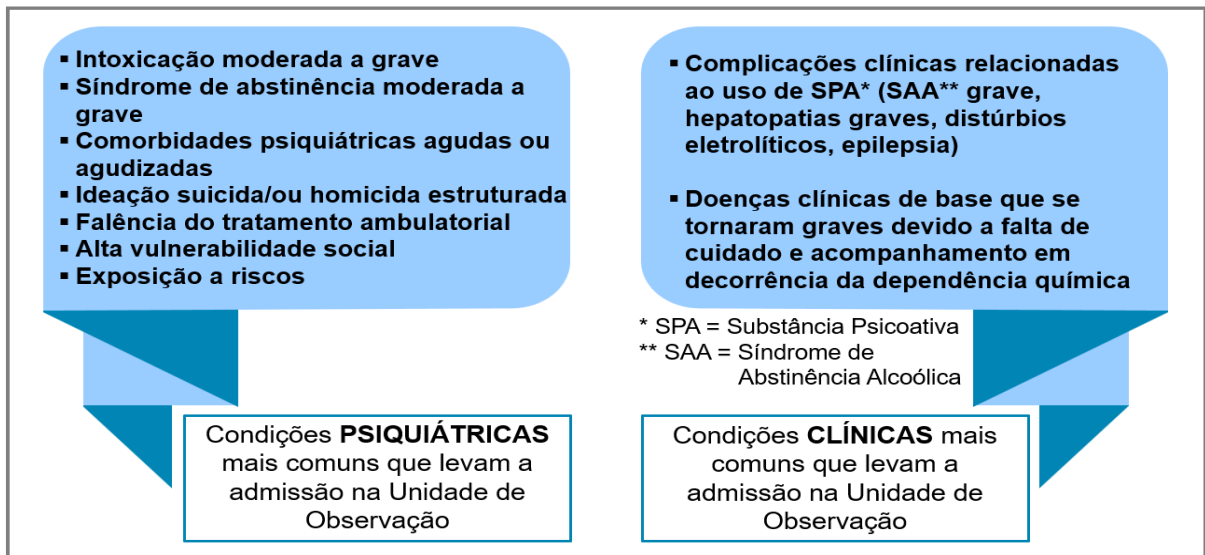 ▪ Intoxicação moderada a grave
▪ Síndrome de abstinência moderada a
grave
▪ Comorbidades psiquiátricas agudas ou
agudizadas
▪ Ideação suicida/ou homicida estruturada
▪ Falência do tratamento ambulatorial
▪ Alta vulnerabilidade social
▪ Exposição a riscos
Condições PSIQUIÁTRICAS
mais comuns que levam a
admissão na Unidade de
Observação
▪ Complicações clínicas relacionadas
ao uso de SPA* (SAA** grave,
hepatopatias graves, distúrbios
eletrolíticos, epilepsia)
▪ Doenças clínicas de base que se
tornaram graves devido a falta de
cuidado e acompanhamento em
decorrência da dependência química
* SPA = Substância Psicoativa
** SAA = Síndrome de
Abstinência Alcoólica
Condições CLÍNICAS mais
comuns que levam a
admissão na Unidade de
Observação